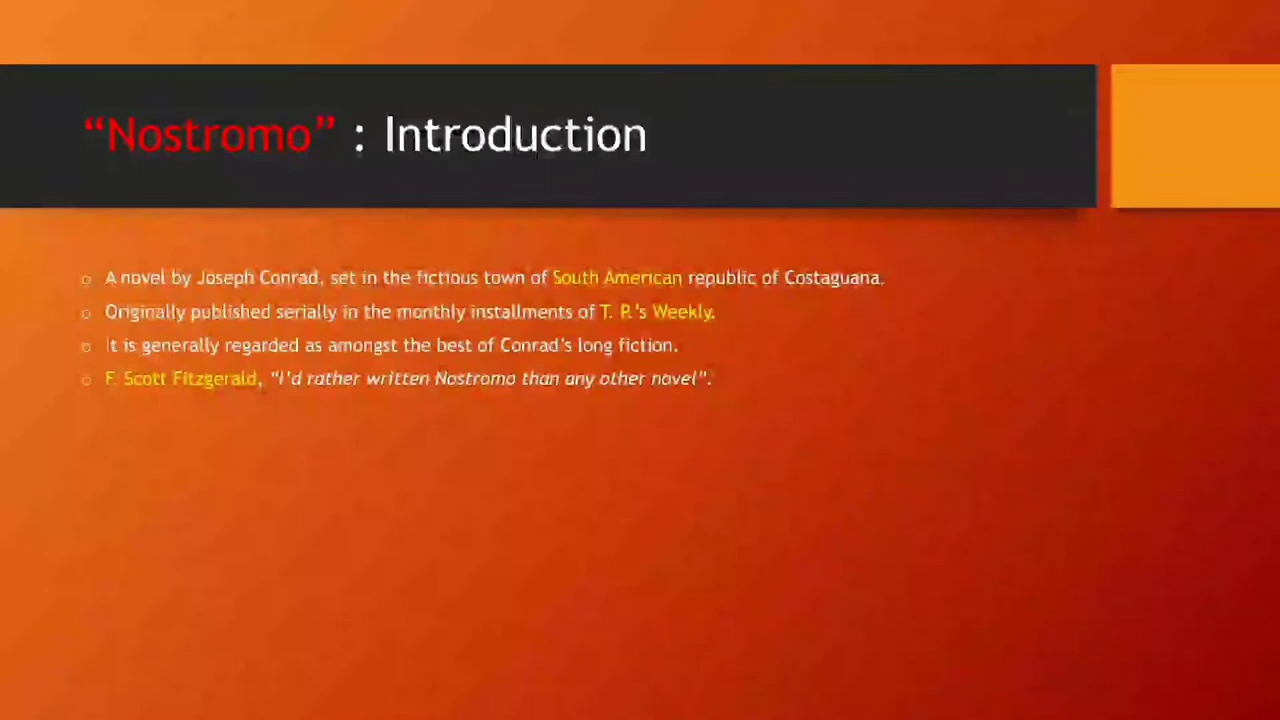 “Nostromo” : Introduction
A novel by Joseph Conrad, set in the fictious town of South American republic of Costaguana.
Originally published serially in the monthly installments of T. P.’s Weekly.
It is generally regarded as amongst the best of Conrad’s long fiction.
F. Scott Fitzgerald, “I’d rather written Nostromo than any other novel”.